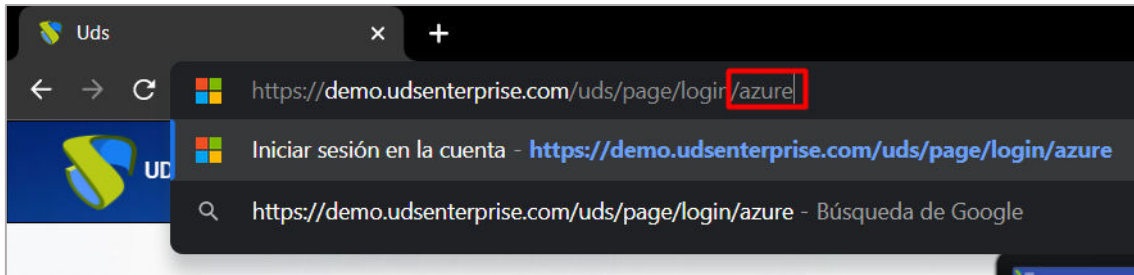 Uds
https://demo.udsenterprise.com/uds/page/login/azure
Iniciar sesión en la cuenta - https://demo.udsenterprise.com/uds/page/login/azure
UD
https://demo.udsenterprise.com/uds/page/login/azure - Búsqueda de Google